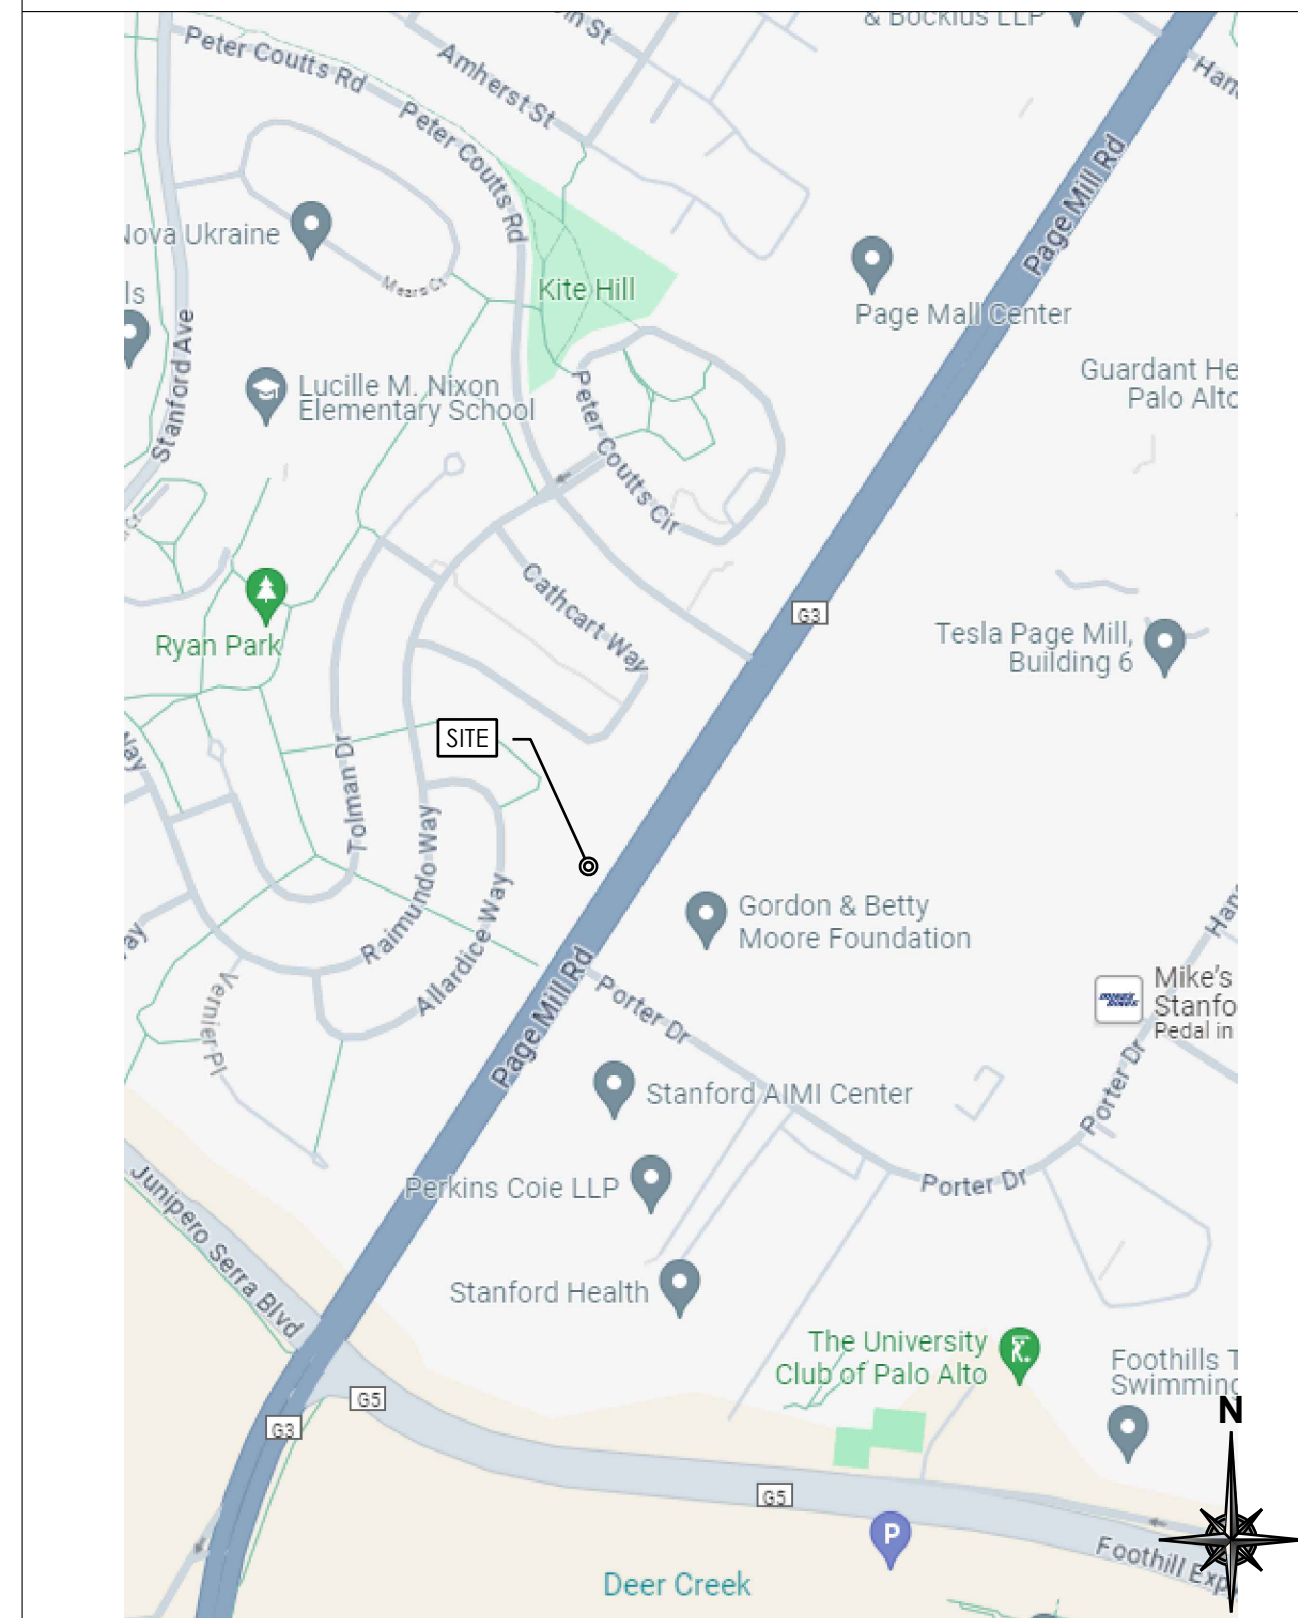 & Bockius LLP
Peter Coutts Rd
Amherst St
Peter Coutts Rd
Page Mill Rd
Nova Ukraine
Mears Ct
Kite Hill
Page Mall Center
Stanford Ave
Lucille M. Nixon
Elementary School
Guardant He
Palo Alto
Peter Coutts Cir
Cathcart Way
G3
Ryan Park
Tesla Page Mill,
Building 6
SITE
Way
Tolman Dr
Raimundo Way
Allardice Way
Gordon & Betty
Moore Foundation
Page Mill Rd
Porter Dr
Vernier Pl
Mike's
Stanfo
Pedal in
Porter Dr
Stanford AIMI Center
Perkins Coie LLP
Porter Dr
Junipero Serra Blvd
Stanford Health
The University
Club of Palo Alto
Foothills T
Swimming
N
G5
G3
G5
P
Foothill Exp
Deer Creek